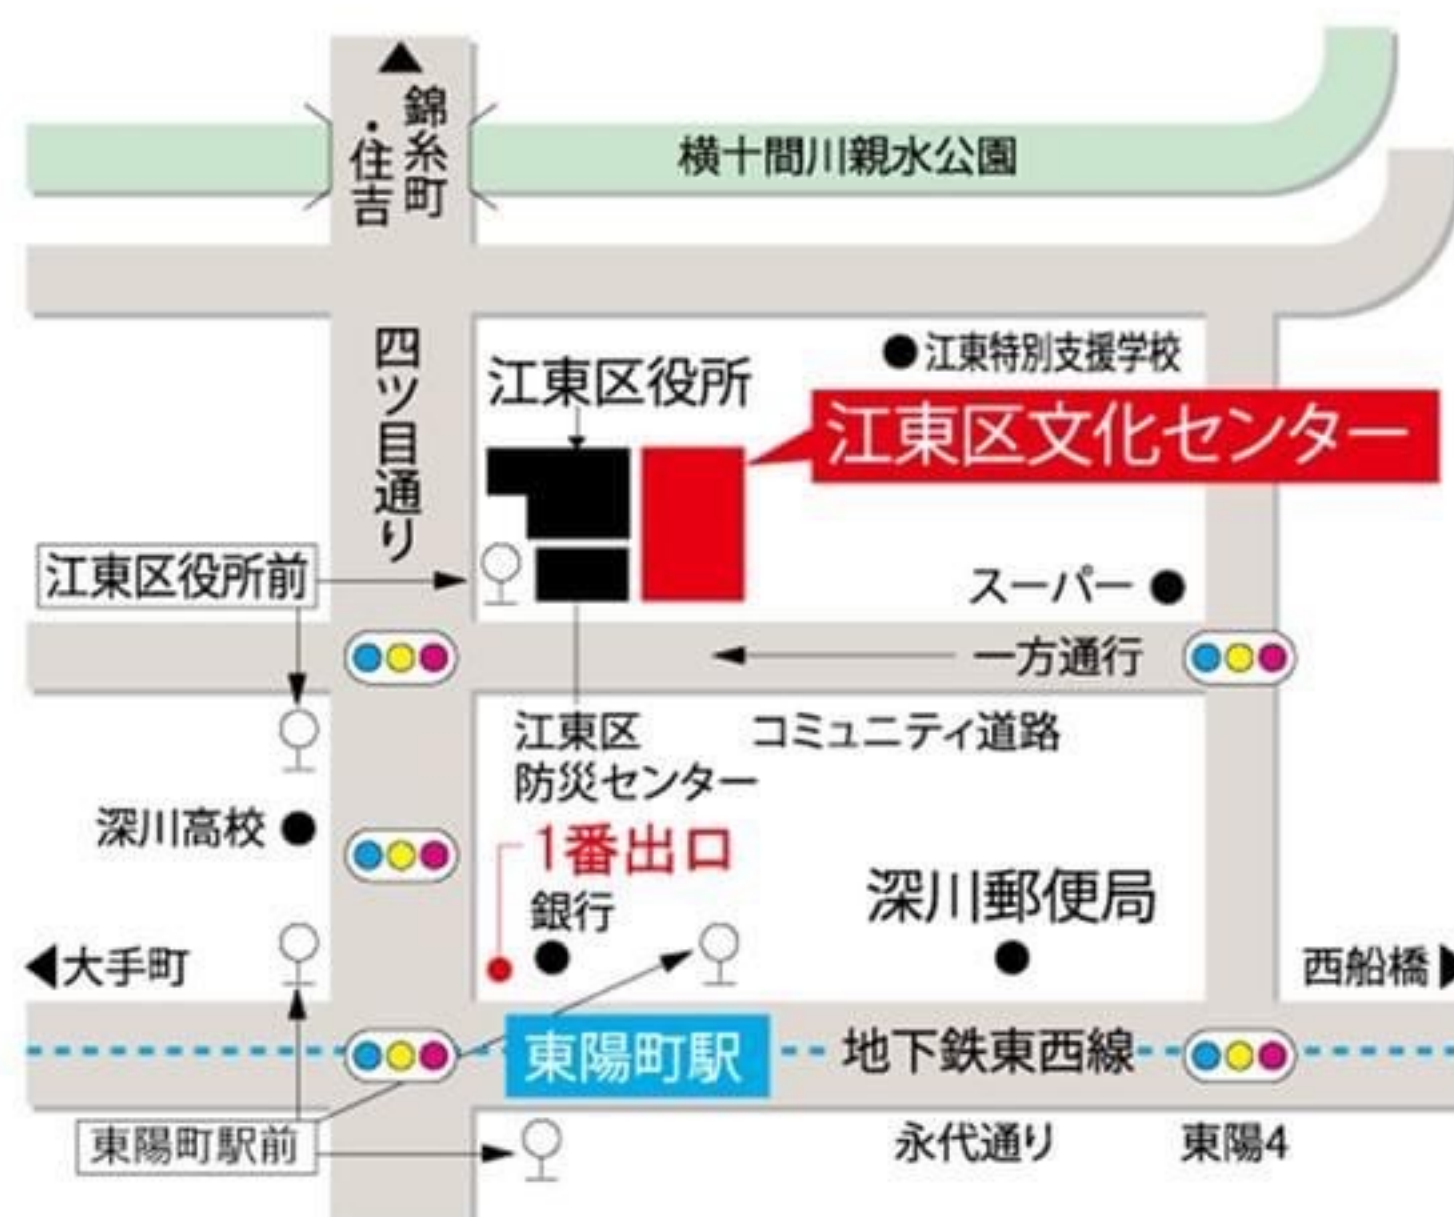 錦糸町
・住吉
横十間川親水公園
四ツ目通り
江東区役所
江東特別支援学校
江東区文化センター
江東区役所前
スーパー
一方通行
江東区
防災センター
コミュニティ道路
深川高校
1番出口
銀行
深川郵便局
大手町
西船橋
東陽町駅
地下鉄東西線
東陽町駅前
永代通り
東陽4